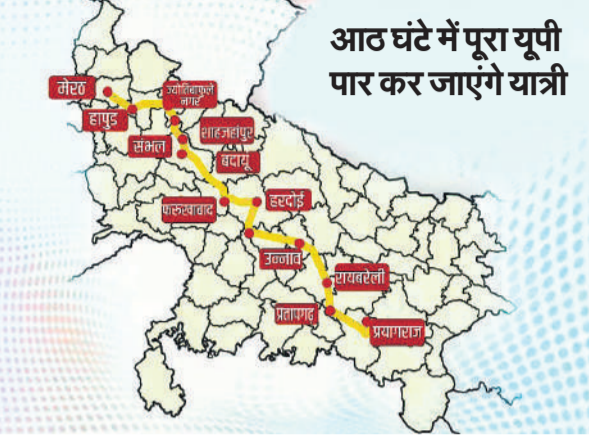 आठ घंटे में पूरा यूपी
पार कर जाएंगे यात्री
मेरठ
ज्योतिबाफुले
नगर
हापुड
शाहजहांपुर
संभल
बदायू
फरुखाबाद
हरदोई
उन्नाव
रायबरेली
प्रतापगढ़
प्रयागराज